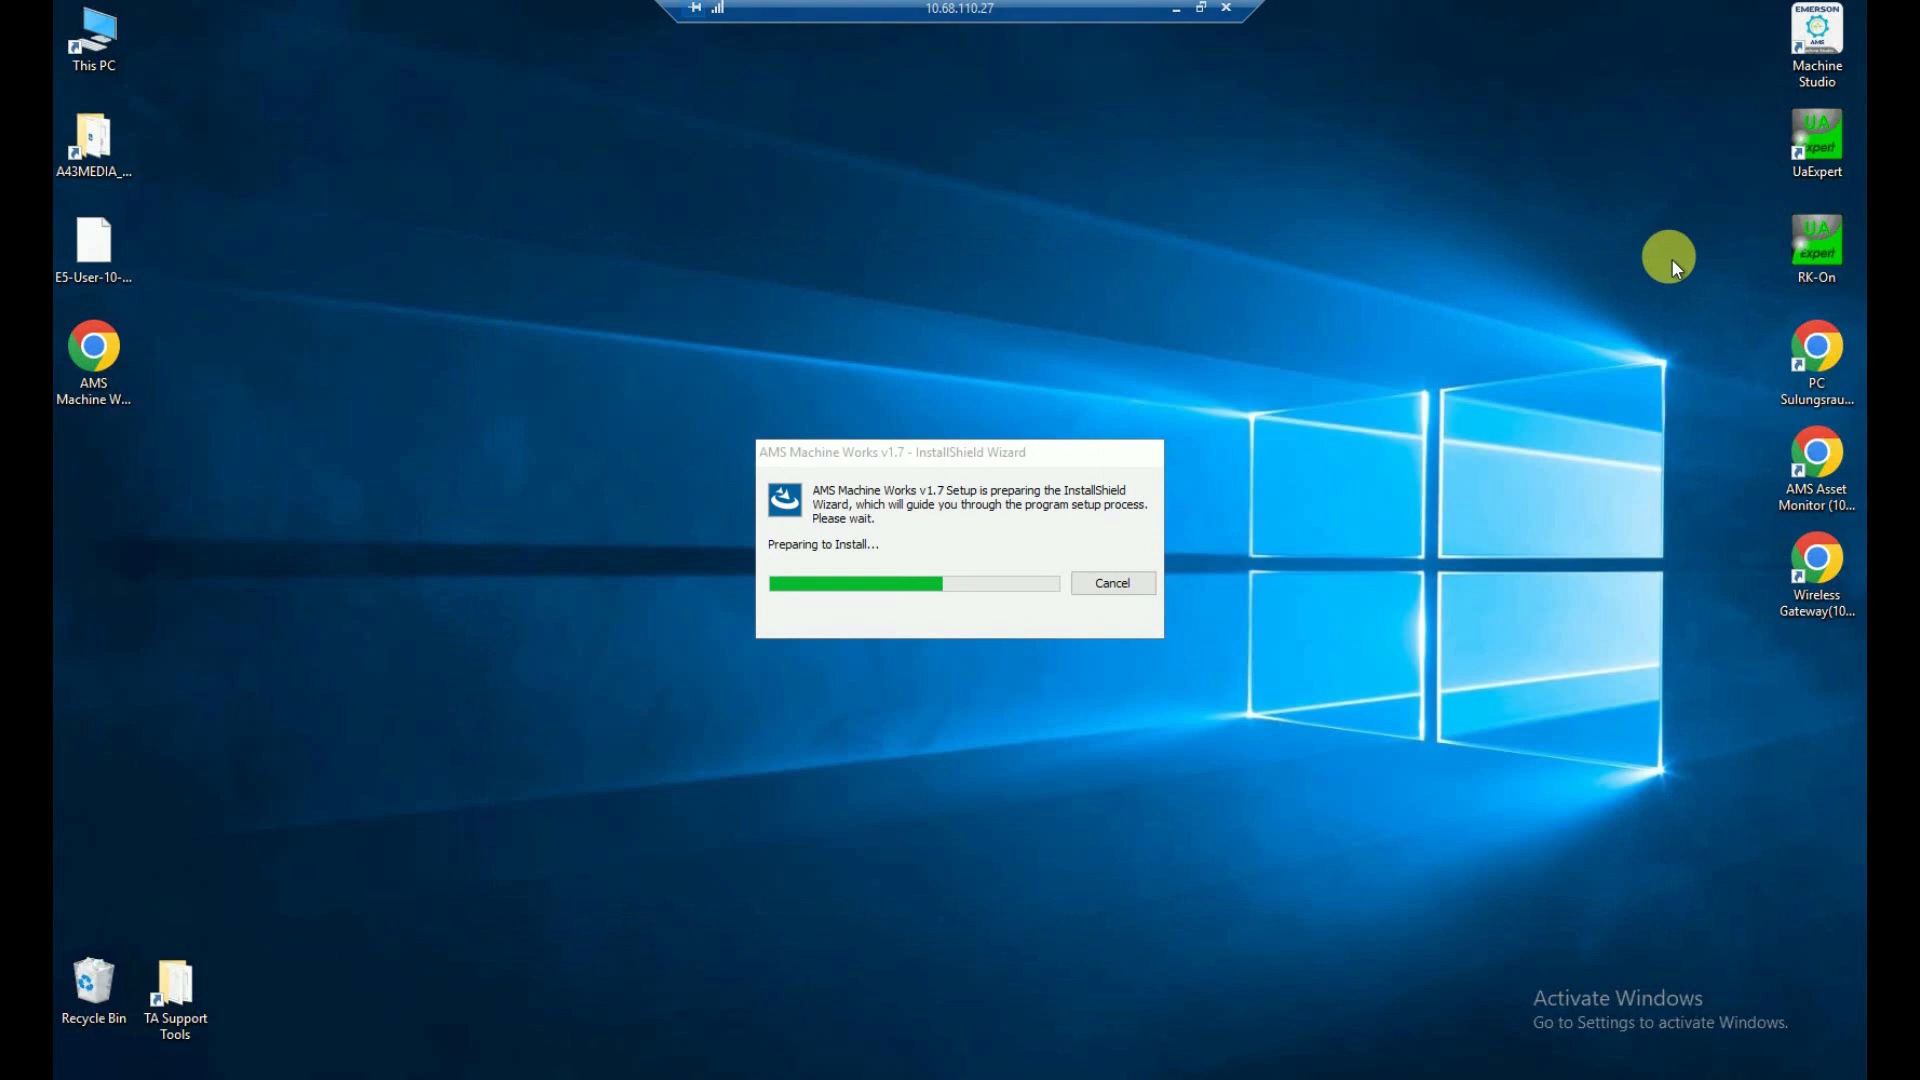 10.68.110.27
This PC
A43MEDIA_...
E5-User-10-...
AMS
Machine W...
EMERSON
AMS
Machine
Studio
UA
Expert
UaExpert
UA
Expert
RK-On
PC
Sulungsrau...
AMS Asset
Monitor (10...
Wireless
Gateway(10...
AMS Machine Works v1.7 - InstallShield Wizard
AMS Machine Works v1.7 Setup is preparing the InstallShield
Wizard, which will guide you through the program setup process.
Please wait.
Preparing to Install...
Cancel
Recycle Bin
TA Support
Tools
Activate Windows
Go to Settings to activate Windows.